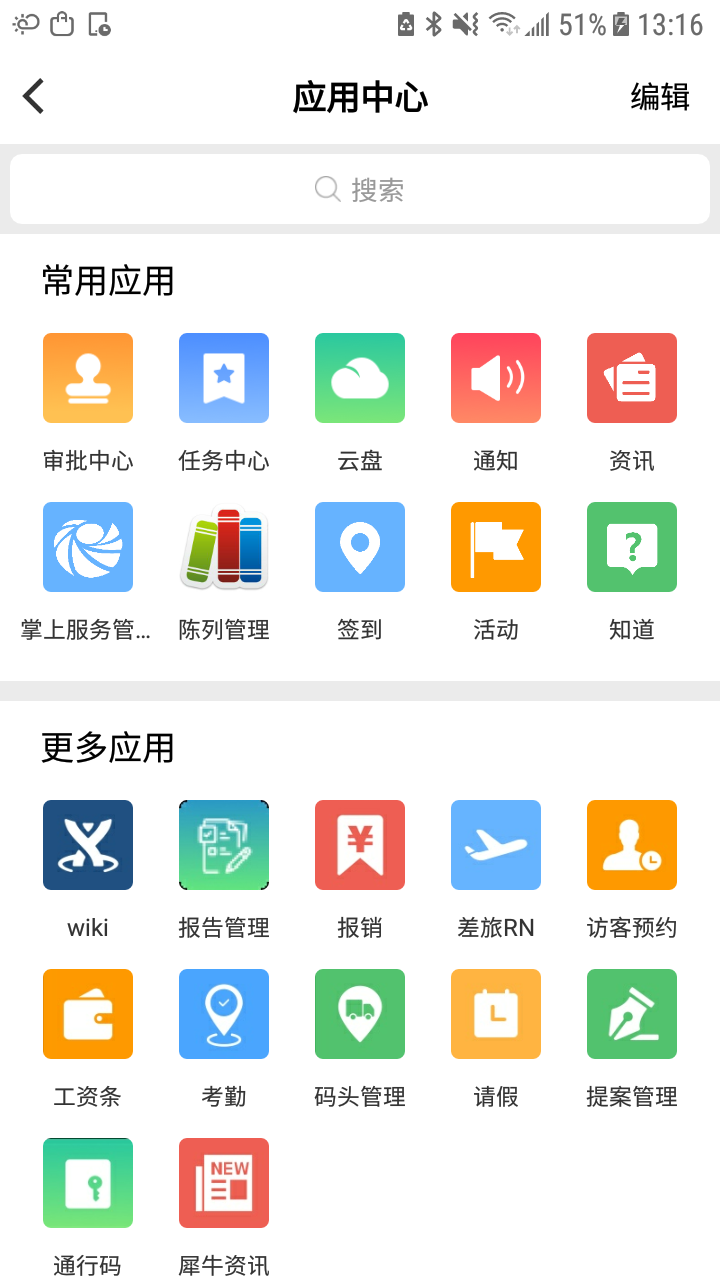 51% 13:16
应用中心 编辑
搜索
常用应用
审批中心 任务中心 云盘 通知 资讯
掌上服务管... 陈列管理 签到 活动 知道
更多应用
wiki 报告管理 报销 差旅RN 访客预约
工资条 考勤 码头管理 请假 提案管理
NEW
通行码 犀牛资讯